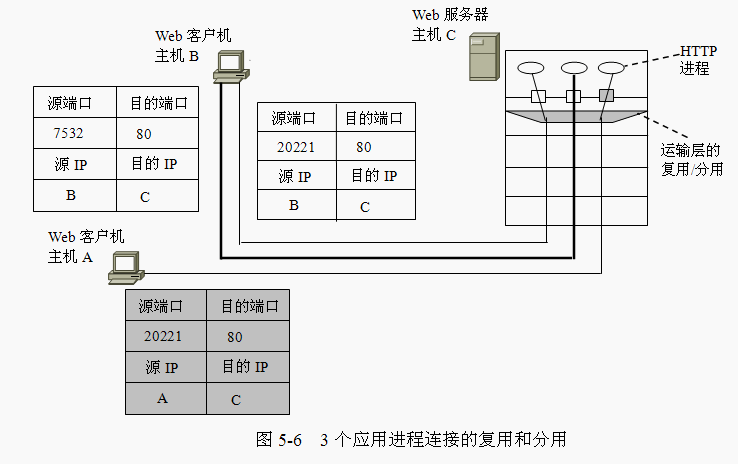 Web 客户机
主机 B
Web 服务器
主机 C
HTTP
进程
源端口 目的端口
7532 80
源 IP 目的 IP
B C
源端口 目的端口
20221 80
源 IP 目的 IP
B C
运输层的
复用/分用
Web 客户机
主机 A
源端口 目的端口
20221 80
源 IP 目的 IP
A C
图 5-6 3 个应用进程连接的复用和分用